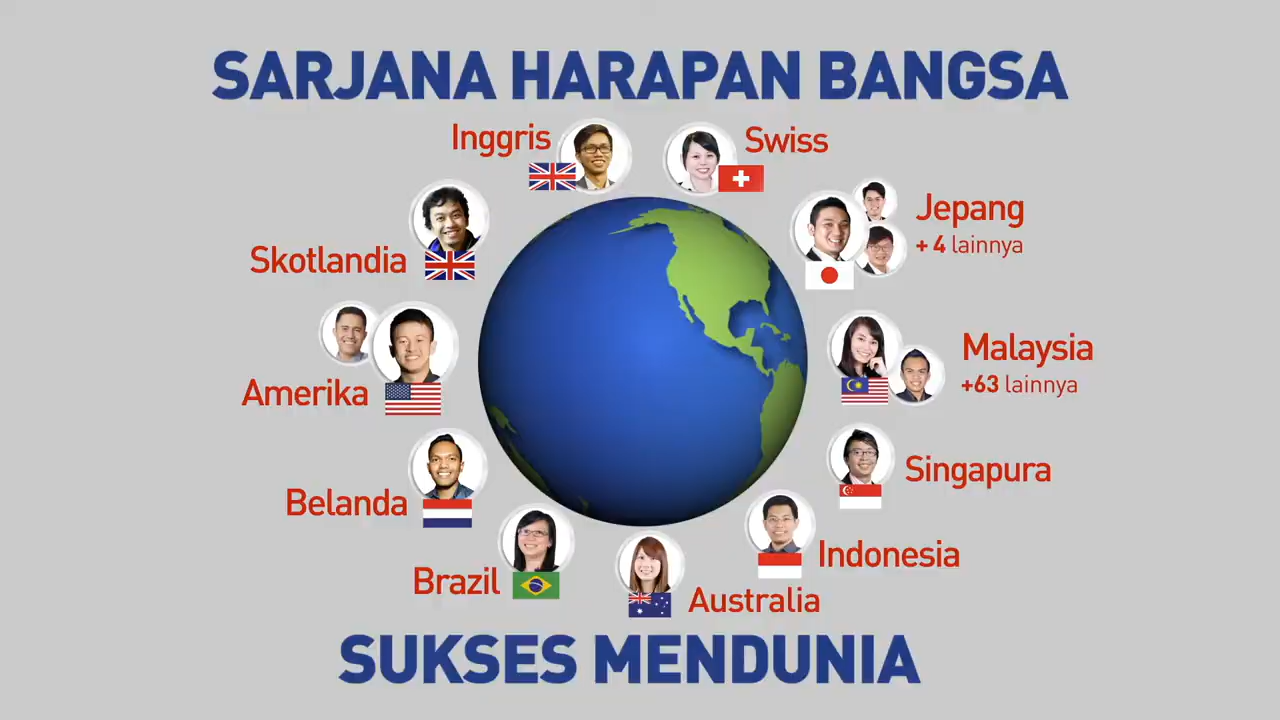 SARJANA HARAPAN BANGSA
Inggris
Swiss
Jepang
+ 4 lainnya
Skotlandia
Malaysia
+63 lainnya
Amerika
Singapura
Belanda
Indonesia
Brazil
Australia
SUKSES MENDUNIA